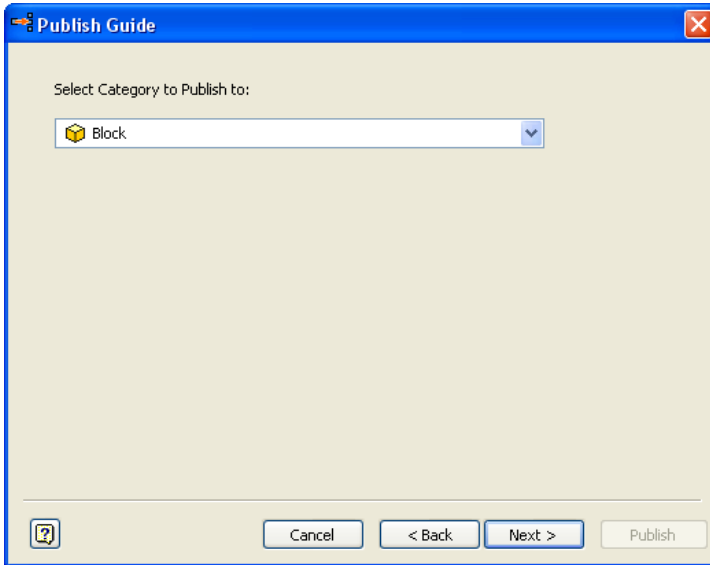 Publish Guide
Select Category to Publish to:
Block
Cancel < Back Next > Publish